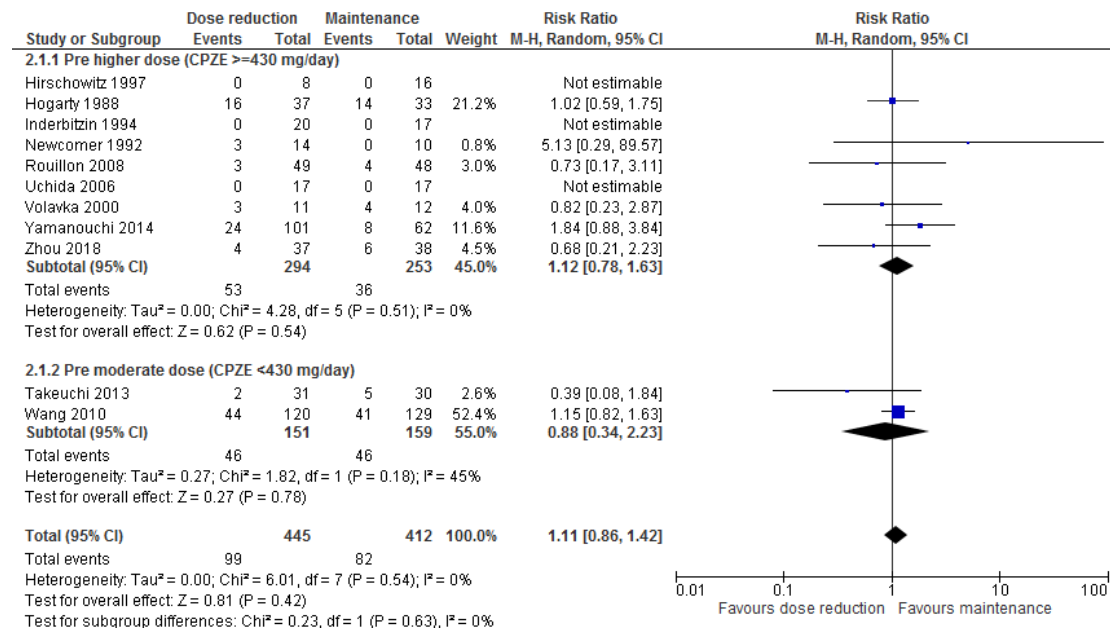 Dose reduction Maintenance Risk Ratio Risk Ratio
Study or Subgroup Events Total Events Total Weight M-H, Random, 95% CI M-H, Random, 95% CI
2.1.1 Pre higher dose (CPZE >=430 mg/day)
Hirschowitz 1997 0 8 0 16 Not estimable
Hogarty 1988 16 37 14 33 21.2% 1.02 [0.59, 1.75]
Inderbitzin 1994 0 20 0 17 Not estimable
Newcomer 1992 3 14 0 10 0.8% 5.13 [0.29, 89.57]
Rouillon 2008 3 49 4 48 3.0% 0.73 [0.17, 3.11]
Uchida 2006 0 17 0 17 Not estimable
Volavka 2000 3 11 4 12 4.0% 0.82 [0.23, 2.87]
Yamanouchi 2014 24 101 8 62 11.6% 1.84 [0.88, 3.84]
Zhou 2018 4 37 6 38 4.5% 0.68 [0.21, 2.23]
Subtotal (95% CI) 294 253 45.0% 1.12 [0.78, 1.63]
Total events 53 36
Heterogeneity: Tau² = 0.00; Chi² = 4.28, df = 5 (P = 0.51); I² = 0%
Test for overall effect: Z = 0.62 (P = 0.54)
2.1.2 Pre moderate dose (CPZE <430 mg/day)
Takeuchi 2013 2 31 5 30 2.6% 0.39 [0.08, 1.84]
Wang 2010 44 120 41 129 52.4% 1.15 [0.82, 1.63]
Subtotal (95% CI) 151 159 55.0% 0.88 [0.34, 2.23]
Total events 46 46
Heterogeneity: Tau² = 0.27; Chi² = 1.82, df = 1 (P = 0.18); I² = 45%
Test for overall effect: Z = 0.27 (P = 0.78)
Total (95% CI) 445 412 100.0% 1.11 [0.86, 1.42]
Total events 99 82
Heterogeneity: Tau² = 0.00; Chi² = 6.01, df = 7 (P = 0.54); I² = 0%
Test for overall effect: Z = 0.81 (P = 0.42)
Test for subgroup differences: Chi² = 0.23, df = 1 (P = 0.63), I² = 0%
0.01 0.1 1 10 100
Favours dose reduction Favours maintenance